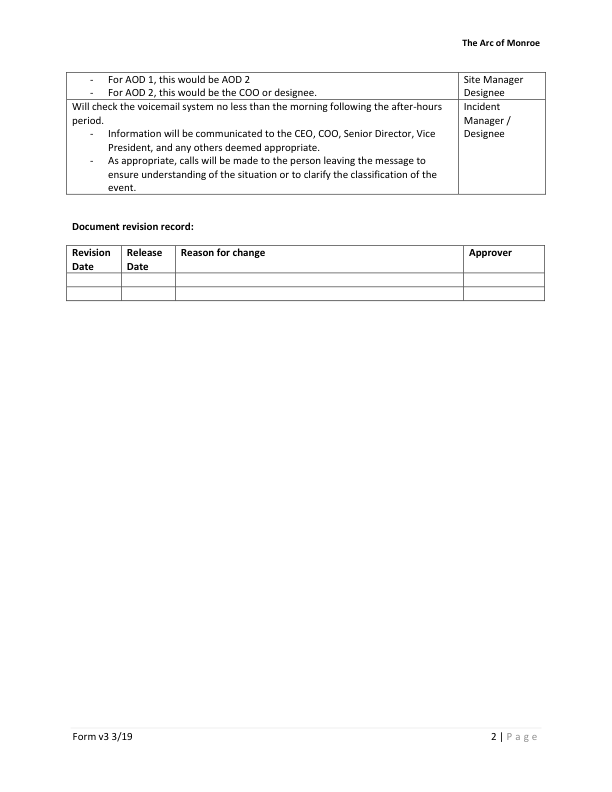 The Arc of Monroe
- For AOD 1, this would be AOD 2
- For AOD 2, this would be the COO or designee.
Site Manager
Designee
Will check the voicemail system no less than the morning following the after-hours
period.
- Information will be communicated to the CEO, COO, Senior Director, Vice
President, and any others deemed appropriate.
- As appropriate, calls will be made to the person leaving the message to
ensure understanding of the situation or to clarify the classification of the
event.
Incident
Manager /
Designee
Document revision record:
Revision
Date
Release
Date
Reason for change
Approver
Form v3 3/19
2 | Page